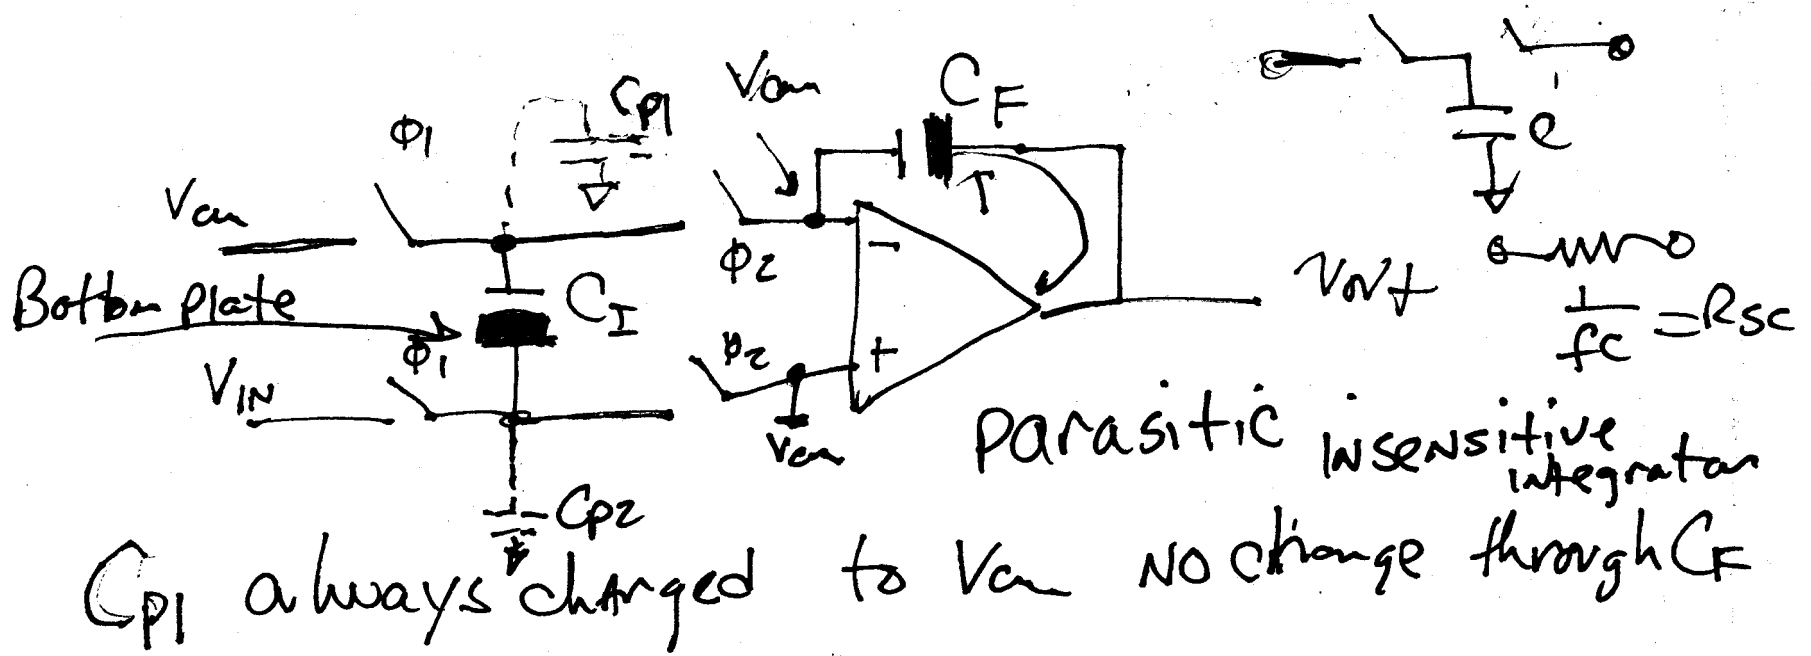 Cp1
Vcm
CF
φ1
e
Vcm
φ2
T
Bottom plate
CI
φ1
φ2
VIN
Vcm
Vout
1/fC = RSC
Parasitic insensitive
integrator
Cp2
Cp1 always charged to Vcm No change through CF